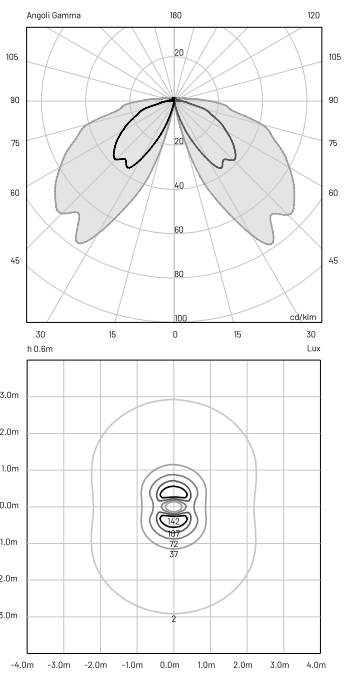 Angoli Gamma 180 120
20
105 105
90 90
20
75 75
40
60 60
60
45 45
80
100 cd/klm
30 15 0 15 30
h 0.6m Lux
3.0m
2.0m
1.0m
0.0m
142
107
1.0m 72
37
2.0m
3.0m 2
-4.0m -3.0m -2.0m -1.0m 0.0m 1.0m 2.0m 3.0m 4.0m